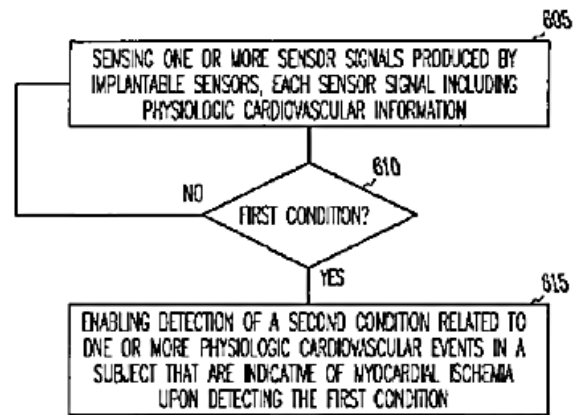 605
SENSING ONE OR MORE SENSOR SIGNALS PRODUCED BY
IMPLANTABLE SENSORS, EACH SENSOR SIGNAL INCLUDING
PHYSIOLOGIC CARDIOVASCULAR INFORMATION
610
NO
FIRST CONDITION?
YES
615
ENABLING DETECTION OF A SECOND CONDITION RELATED TO
ONE OR MORE PHYSIOLOGIC CARDIOVASCULAR EVENTS IN A
SUBJECT THAT ARE INDICATIVE OF MYOCARDIAL ISCHEMIA
UPON DETECTING THE FIRST CONDITION